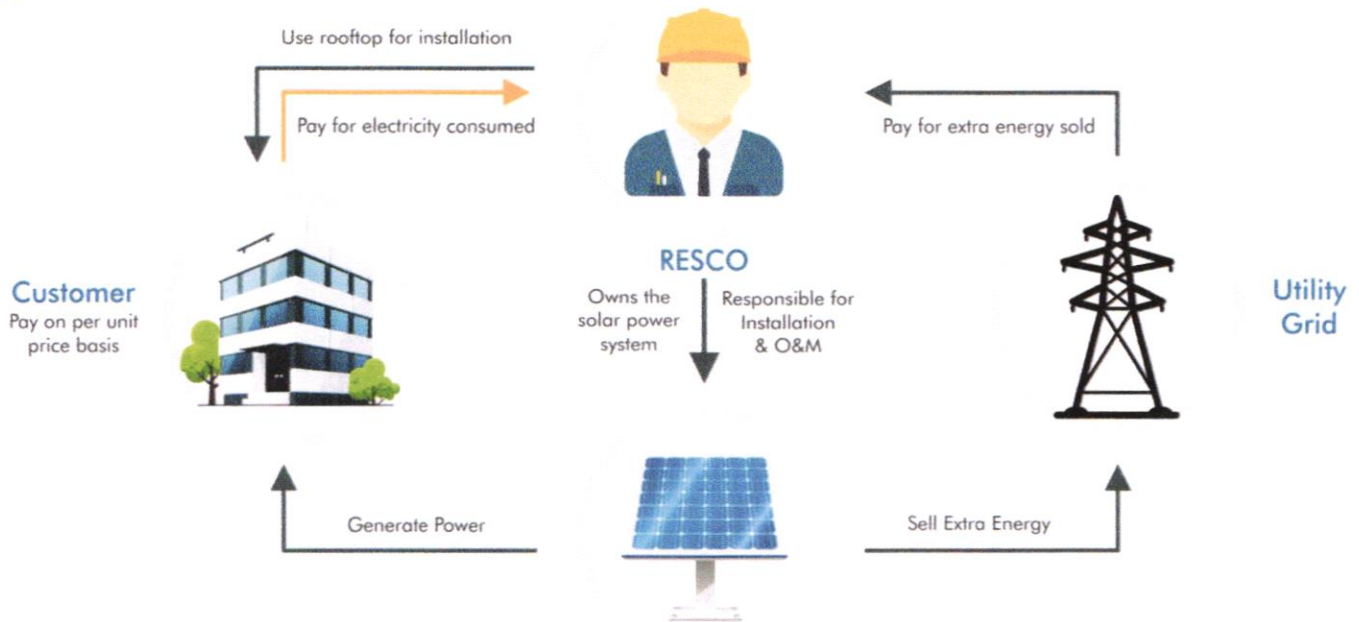 Use rooftop for installation
Pay for electricity consumed
Pay for extra energy sold
Customer
Pay on per unit
price basis
RESCO
Owns the
solar power
system
Responsible for
Installation
& O&M
Utility
Grid
Generate Power
Sell Extra Energy